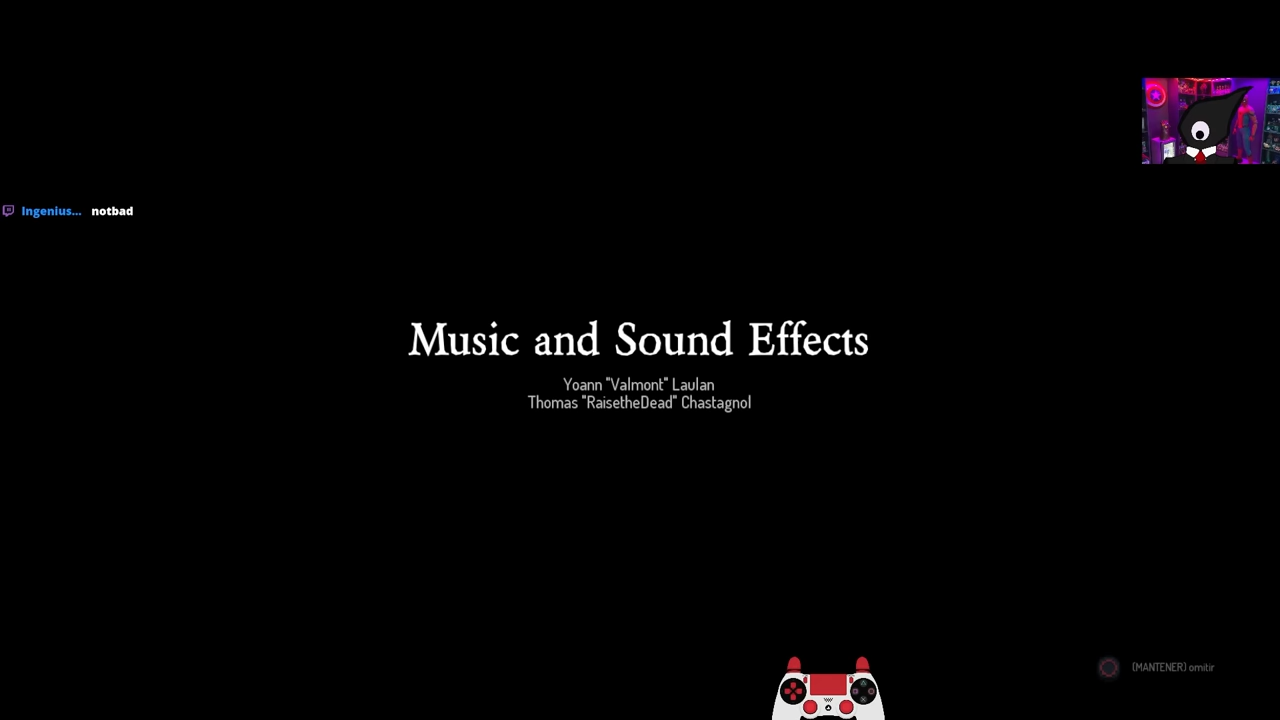 Ingenius... notbad
Music and Sound Effects
Yoann "Valmont" Laulan
Thomas "RaisetheDead" Chastagnol
(MANTENER) omitir